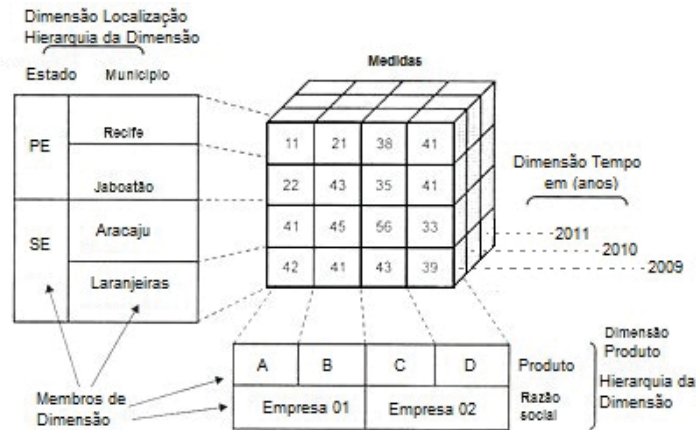 Dimensão Localização
Hierarquia da Dimensão
Estado Município
Medidas
PE Recife
Jaboatão
SE Aracaju
Laranjeiras
11 21 38 41
22 43 35 41
41 45 56 33
42 41 43 39
Dimensão Tempo
em (anos)
2011
2010
2009
A B C D Produto
Empresa 01 Empresa 02 Razão
social
Dimensão
Produto
Hierarquia da
Dimensão
Membros de
Dimensão